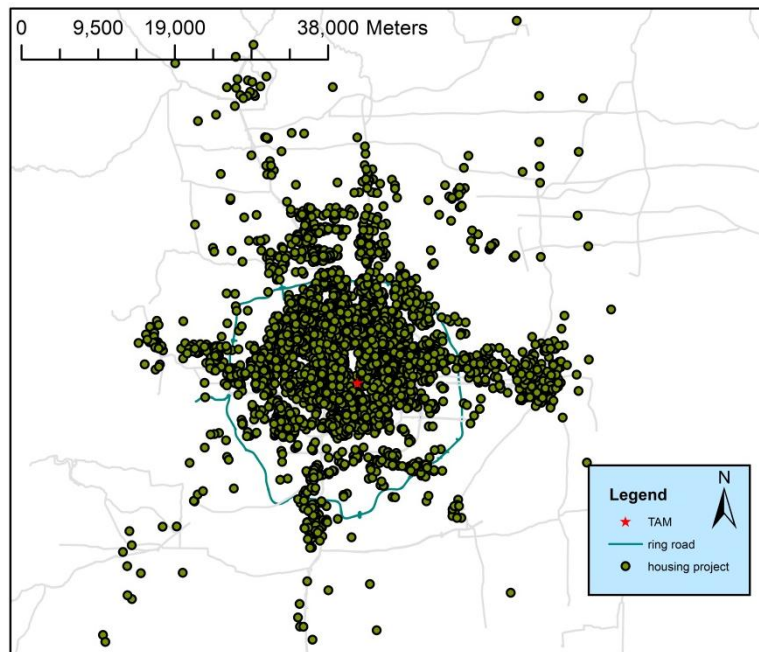 0 9,500 19,000 38,000 Meters
N
Legend
TAM
ring road
housing project